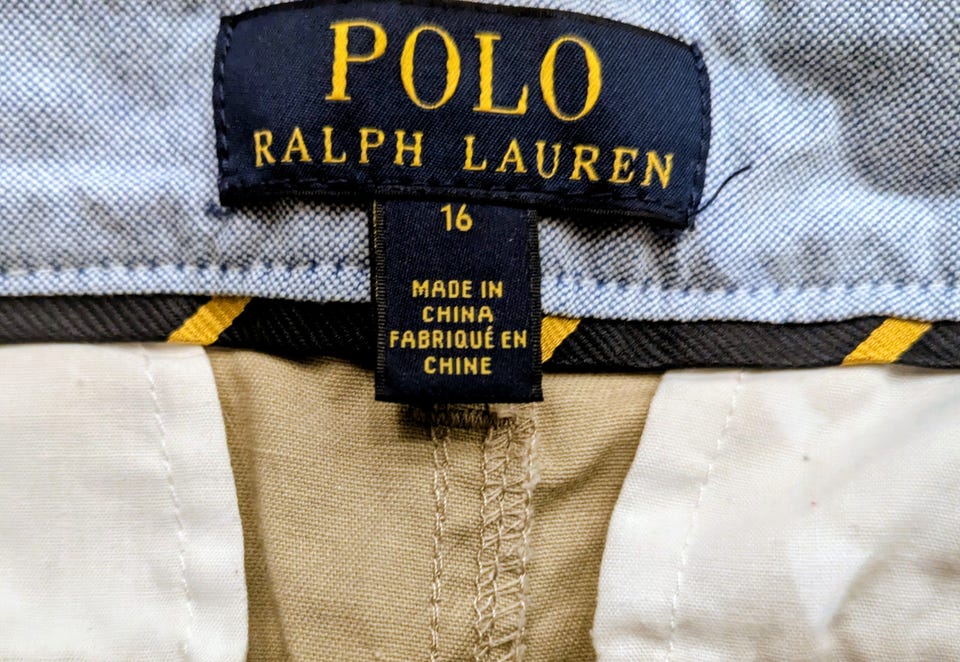 POLO
RALPH LAUREN
16
MADE IN
CHINA
FABRIQUÉ EN
CHINE